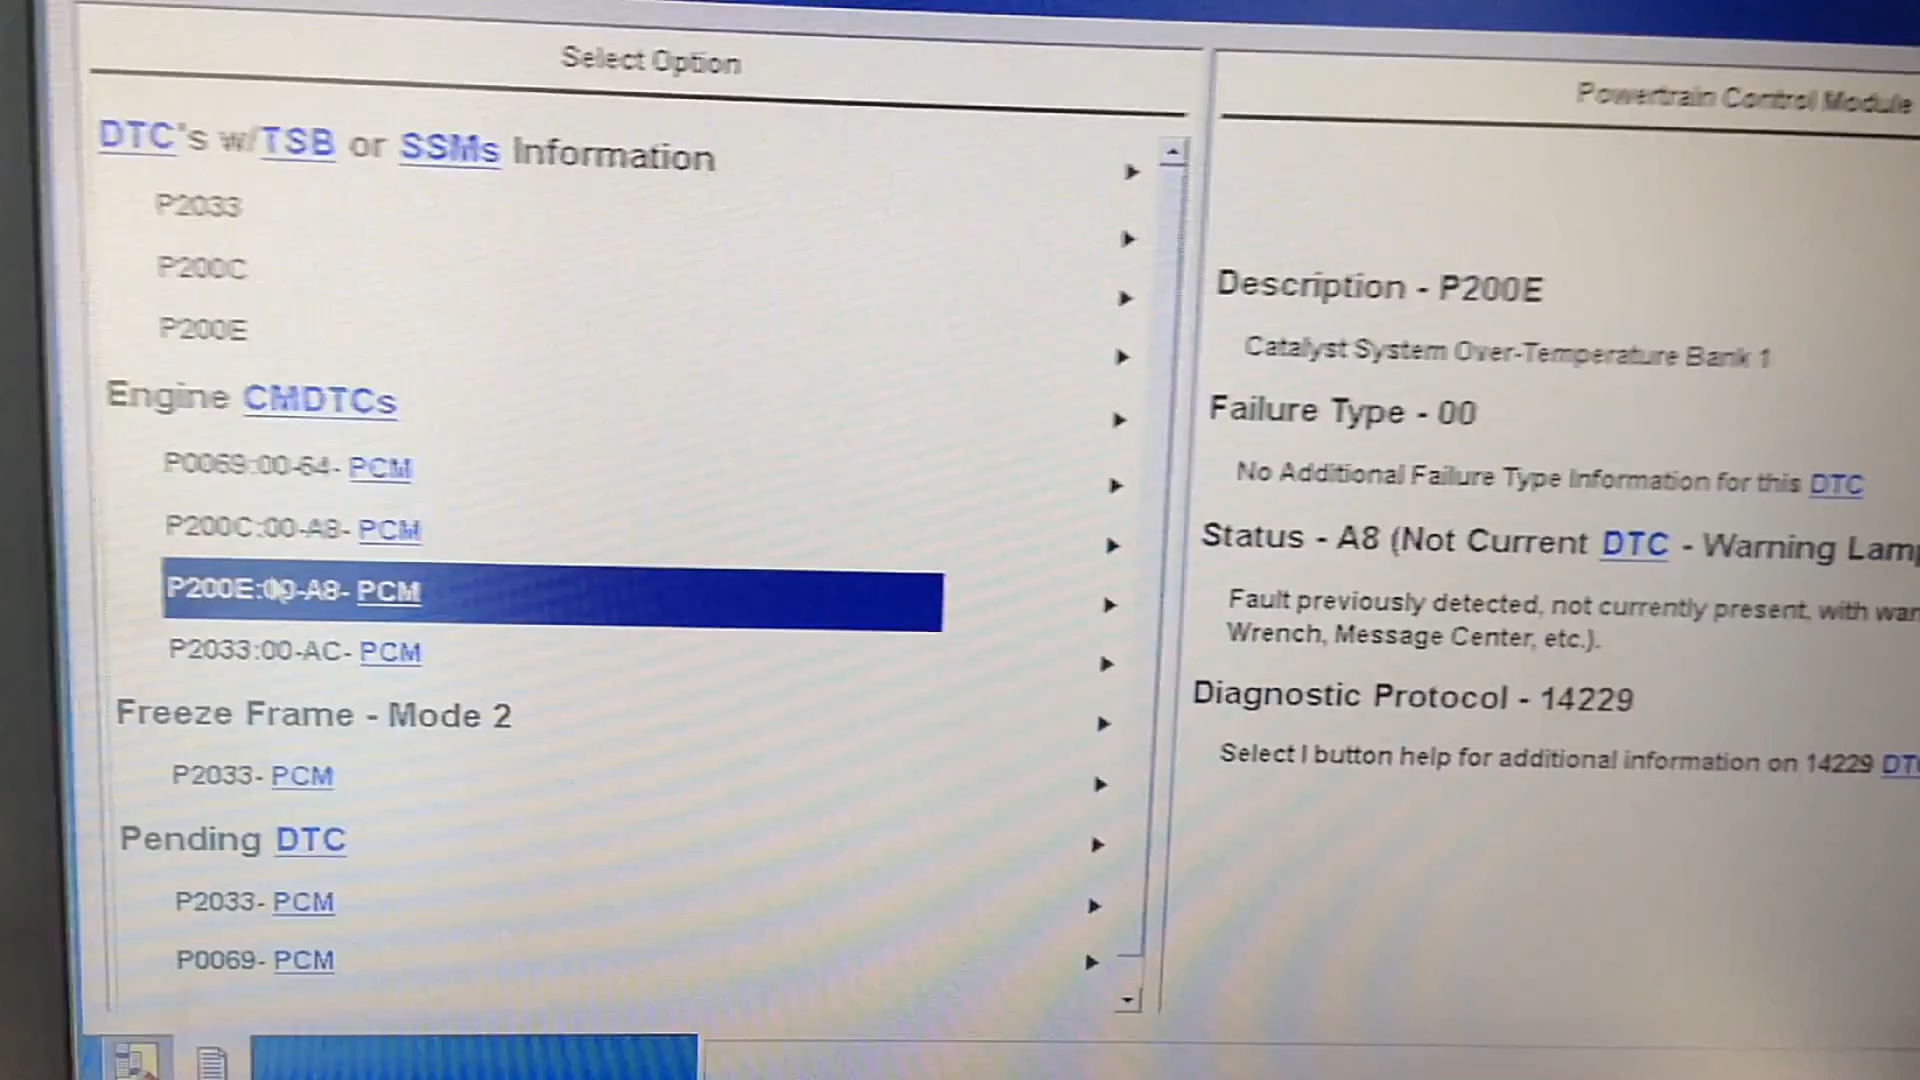 Select Option
DTC's w/TSB or SSMs Information
P2033
P200C
P200E
Engine CMDTCs
P0069:00-64- PCM
P200C:00-A8- PCM
P200E:00-A8- PCM
P2033:00-AC- PCM
Freeze Frame - Mode 2
P2033- PCM
Pending DTC
P2033- PCM
P0069- PCM
Powertrain Control Module
Description - P200E
Catalyst System Over-Temperature Bank 1
Failure Type - 00
No Additional Failure Type Information for this DTC
Status - A8 (Not Current DTC - Warning Lamp
Fault previously detected, not currently present, with war
Wrench, Message Center, etc.).
Diagnostic Protocol - 14229
Select I button help for additional information on 14229 DTC